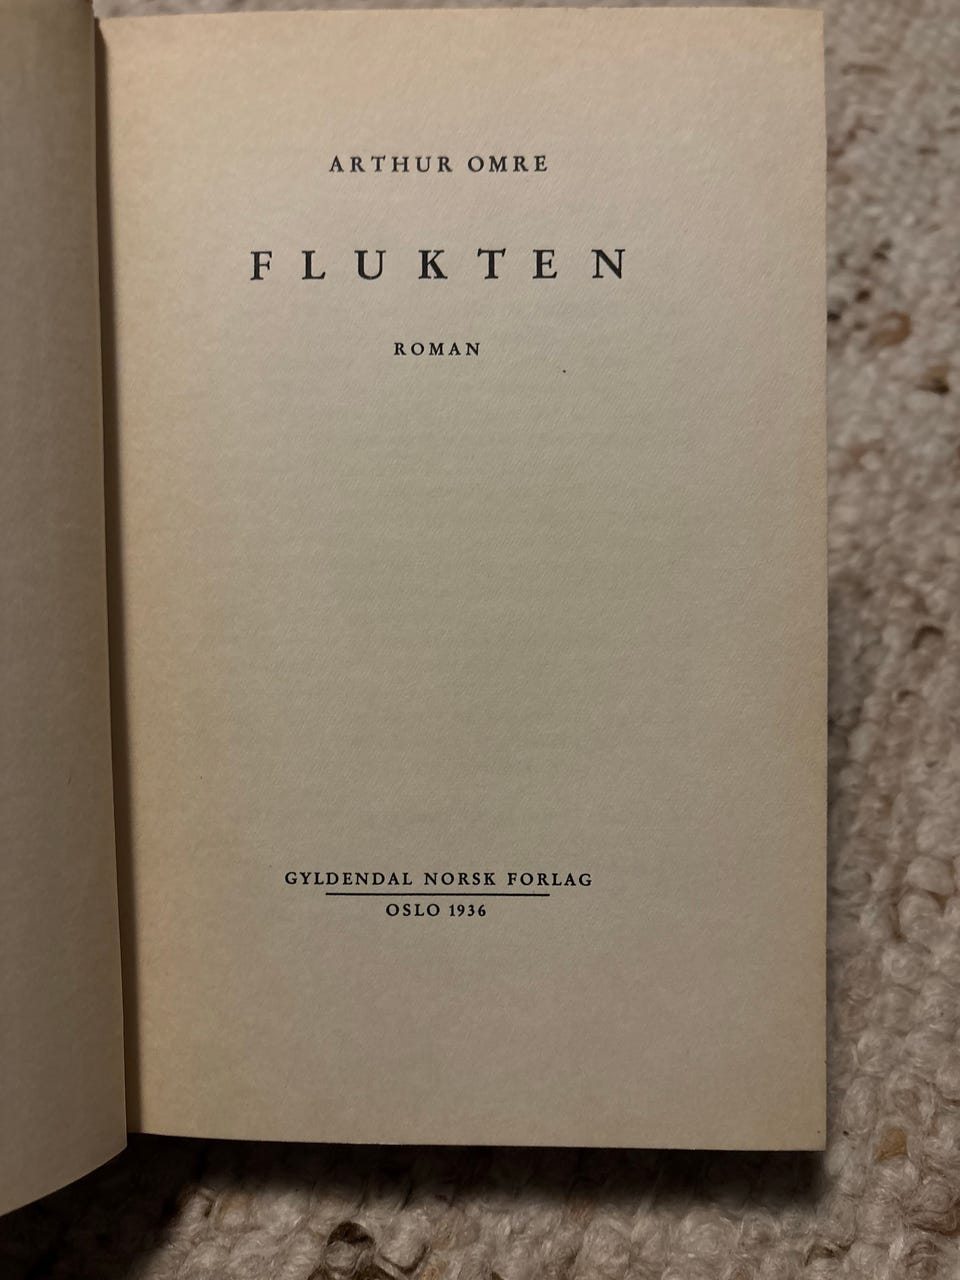 ARTHUR OMRE
FLUKTEN
ROMAN
GYLDENDAL NORSK FORLAG
OSLO 1936